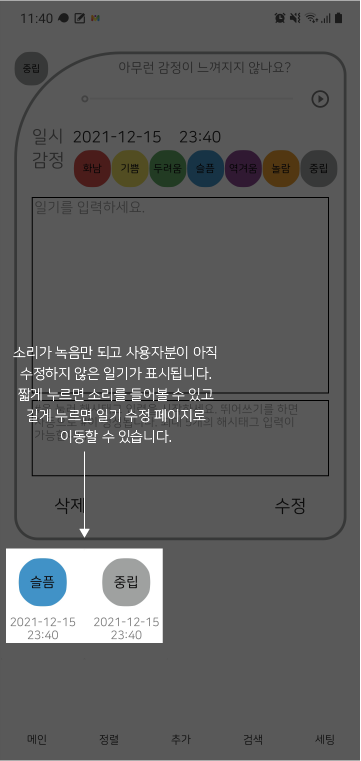 11:40
중립
아무런 감정이 느껴지지 않나요?
일시 2021-12-15 23:40
감정 화남 기쁨 두려움 슬픔 역겨움 놀람 중립
일기를 입력하세요.
소리가 녹음만 되고 사용자분이 아직
수정하지 않은 일기가 표시됩니다.
짧게 누르면 소리를 들어볼 수 있고
길게 누르면 일기 수정 페이지로
이동할 수 있습니다.
띄어쓰기를 하면
5개의 해시태그 입력이
삭제 수정
슬픔 중립
2021-12-15 2021-12-15
23:40 23:40
메인 정렬 추가 검색 세팅